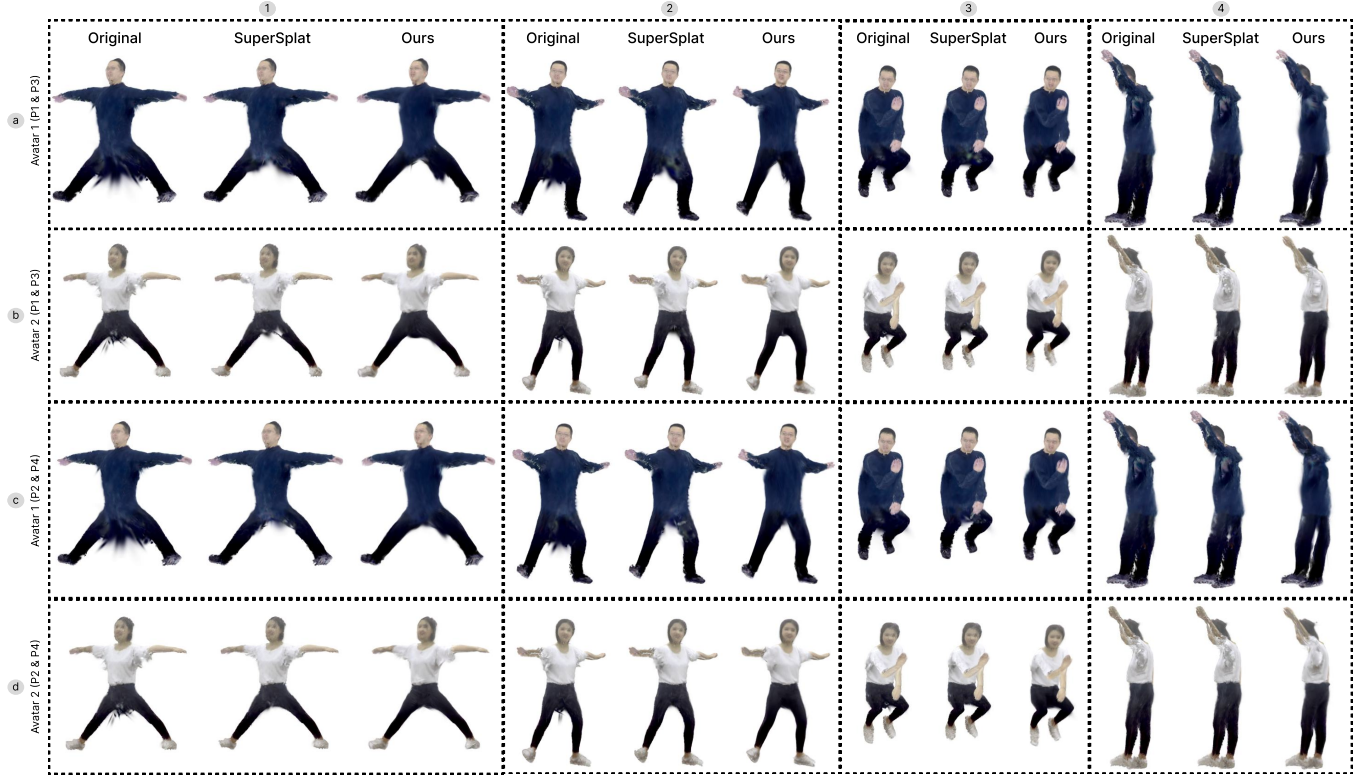 1
2
3
4
Original SuperSplat Ours
Original SuperSplat Ours
Original SuperSplat Ours
Original SuperSplat Ours
a
Avatar 1 (P1 & P3)
b
Avatar 2 (P1 & P3)
c
Avatar 1 (P2 & P4)
d
Avatar 2 (P2 & P4)